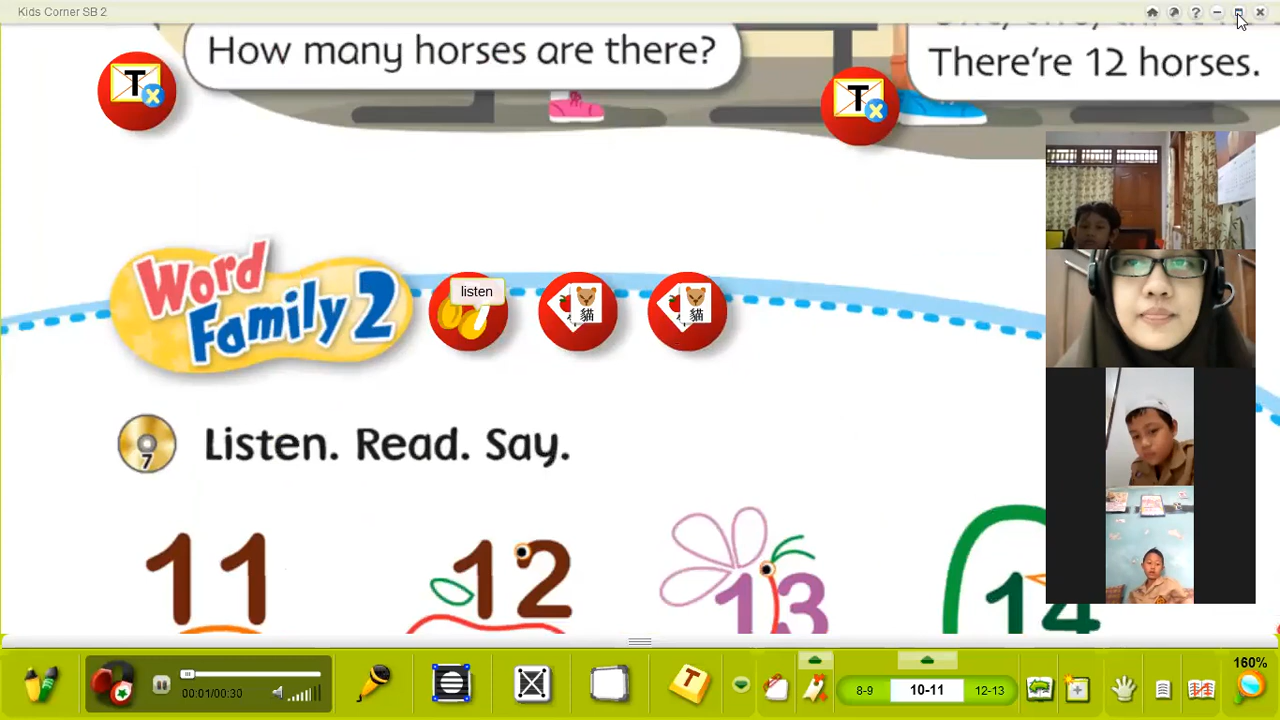 Kids Corner SB 2
How many horses are there?
There're 12 horses.
T
T
Word
Family 2
listen
貓
貓
7
Listen. Read. Say.
11
12
13
14
00:01/00:30
T
8-9
10-11
12-13
160%